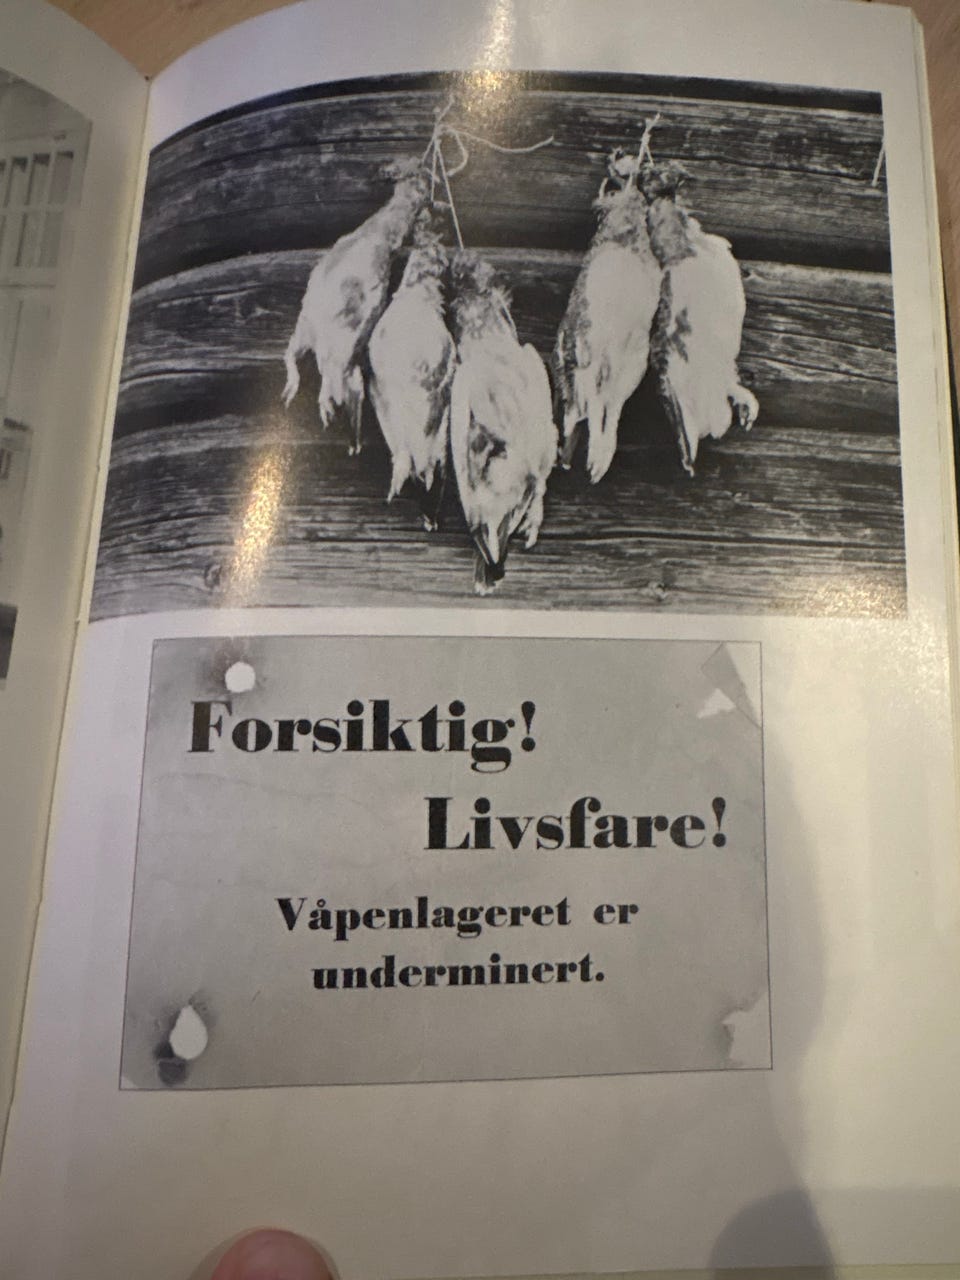 Forsiktig!
Livsfare!
Våpenlageret er
underminert.